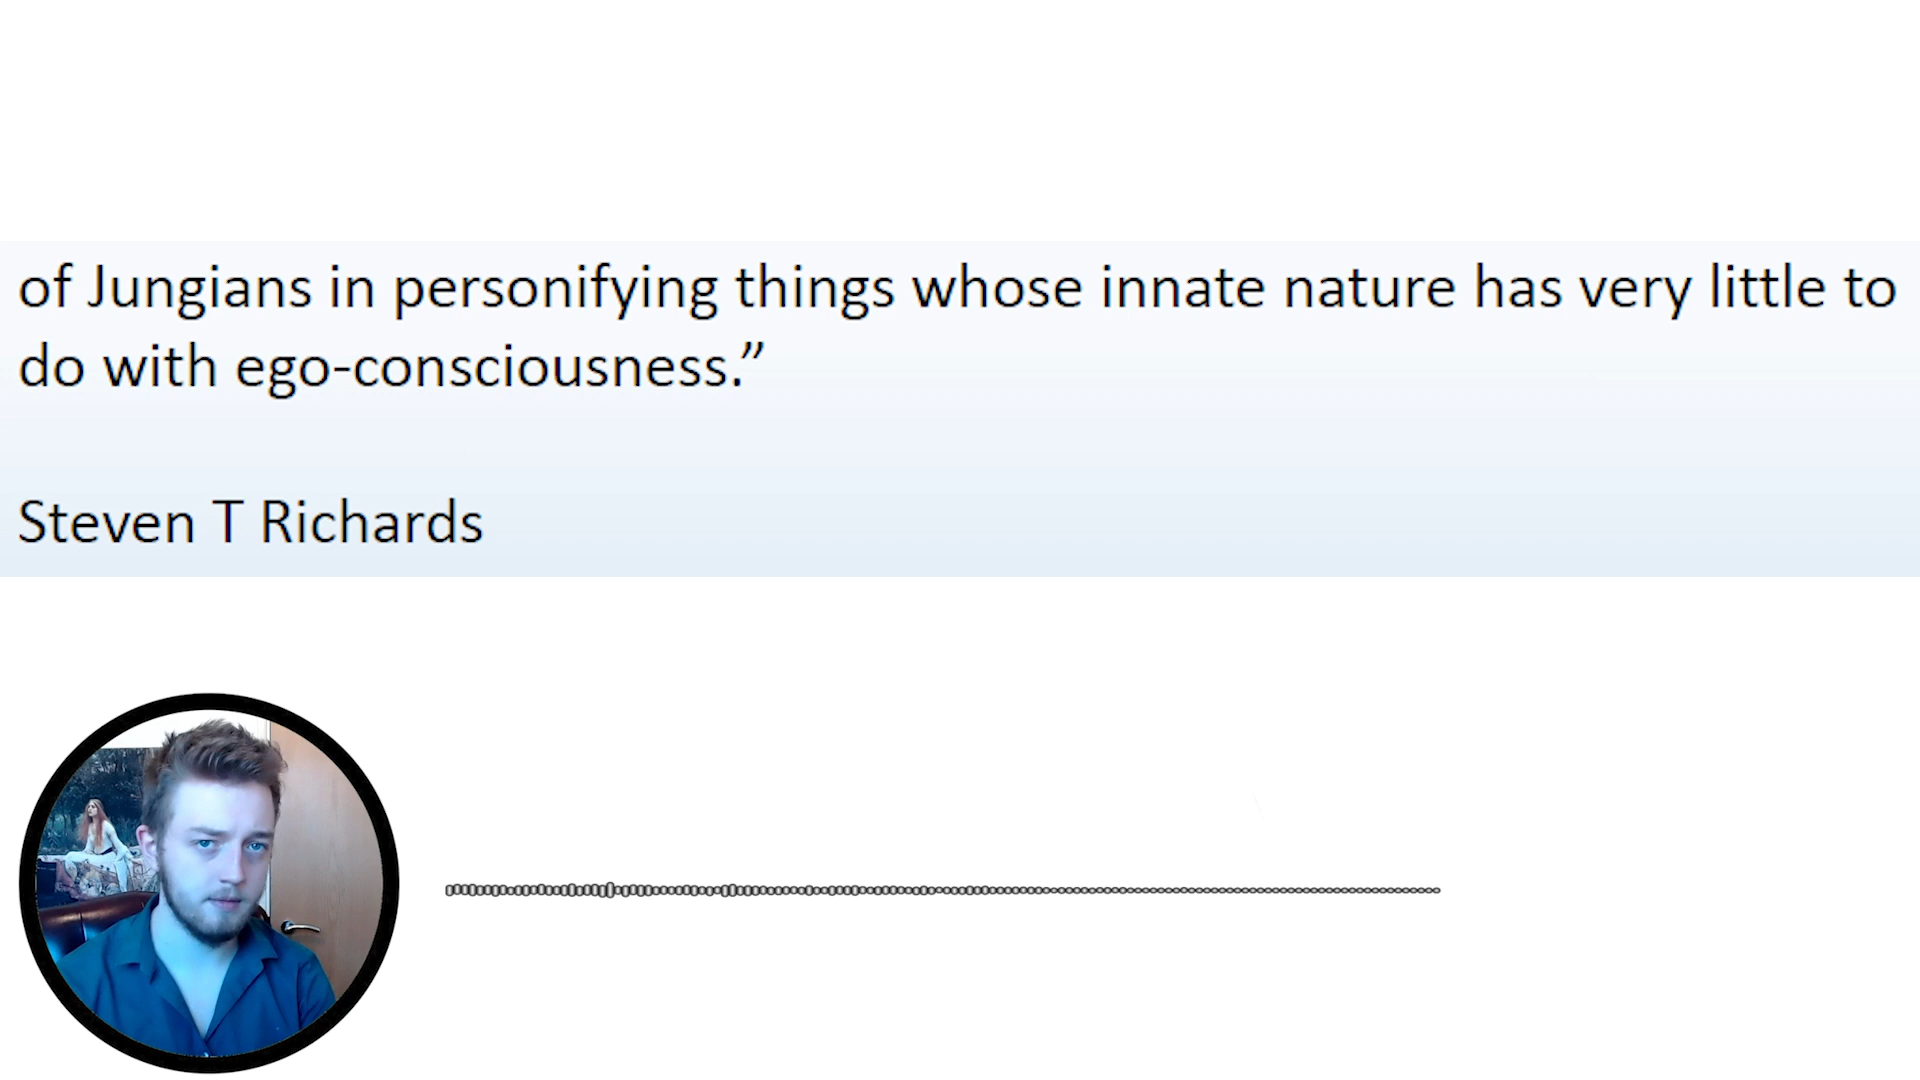 of Jungians in personifying things whose innate nature has very little to
do with ego-consciousness.”
Steven T Richards